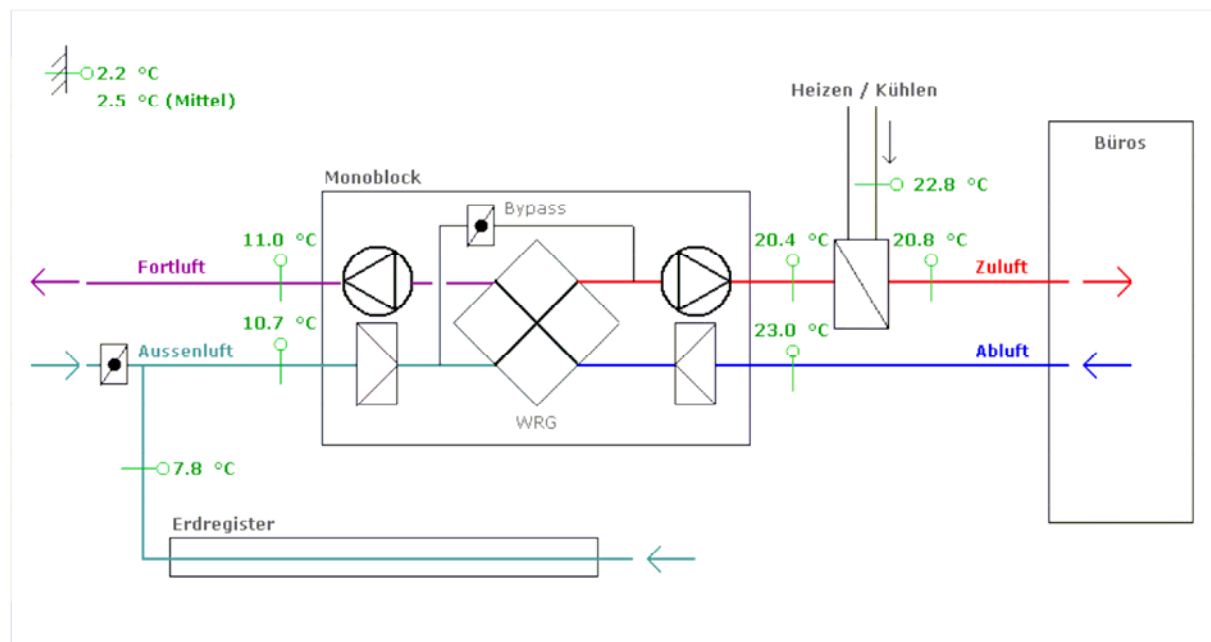 2.2 °C
2.5 °C (Mittel)
Heizen / Kühlen
Büros
Monoblock
22.8 °C
Bypass
11.0 °C
20.4 °C
20.8 °C
Fortluft
Zuluft
10.7 °C
23.0 °C
Aussenluft
Abluft
WRG
7.8 °C
Erdregister